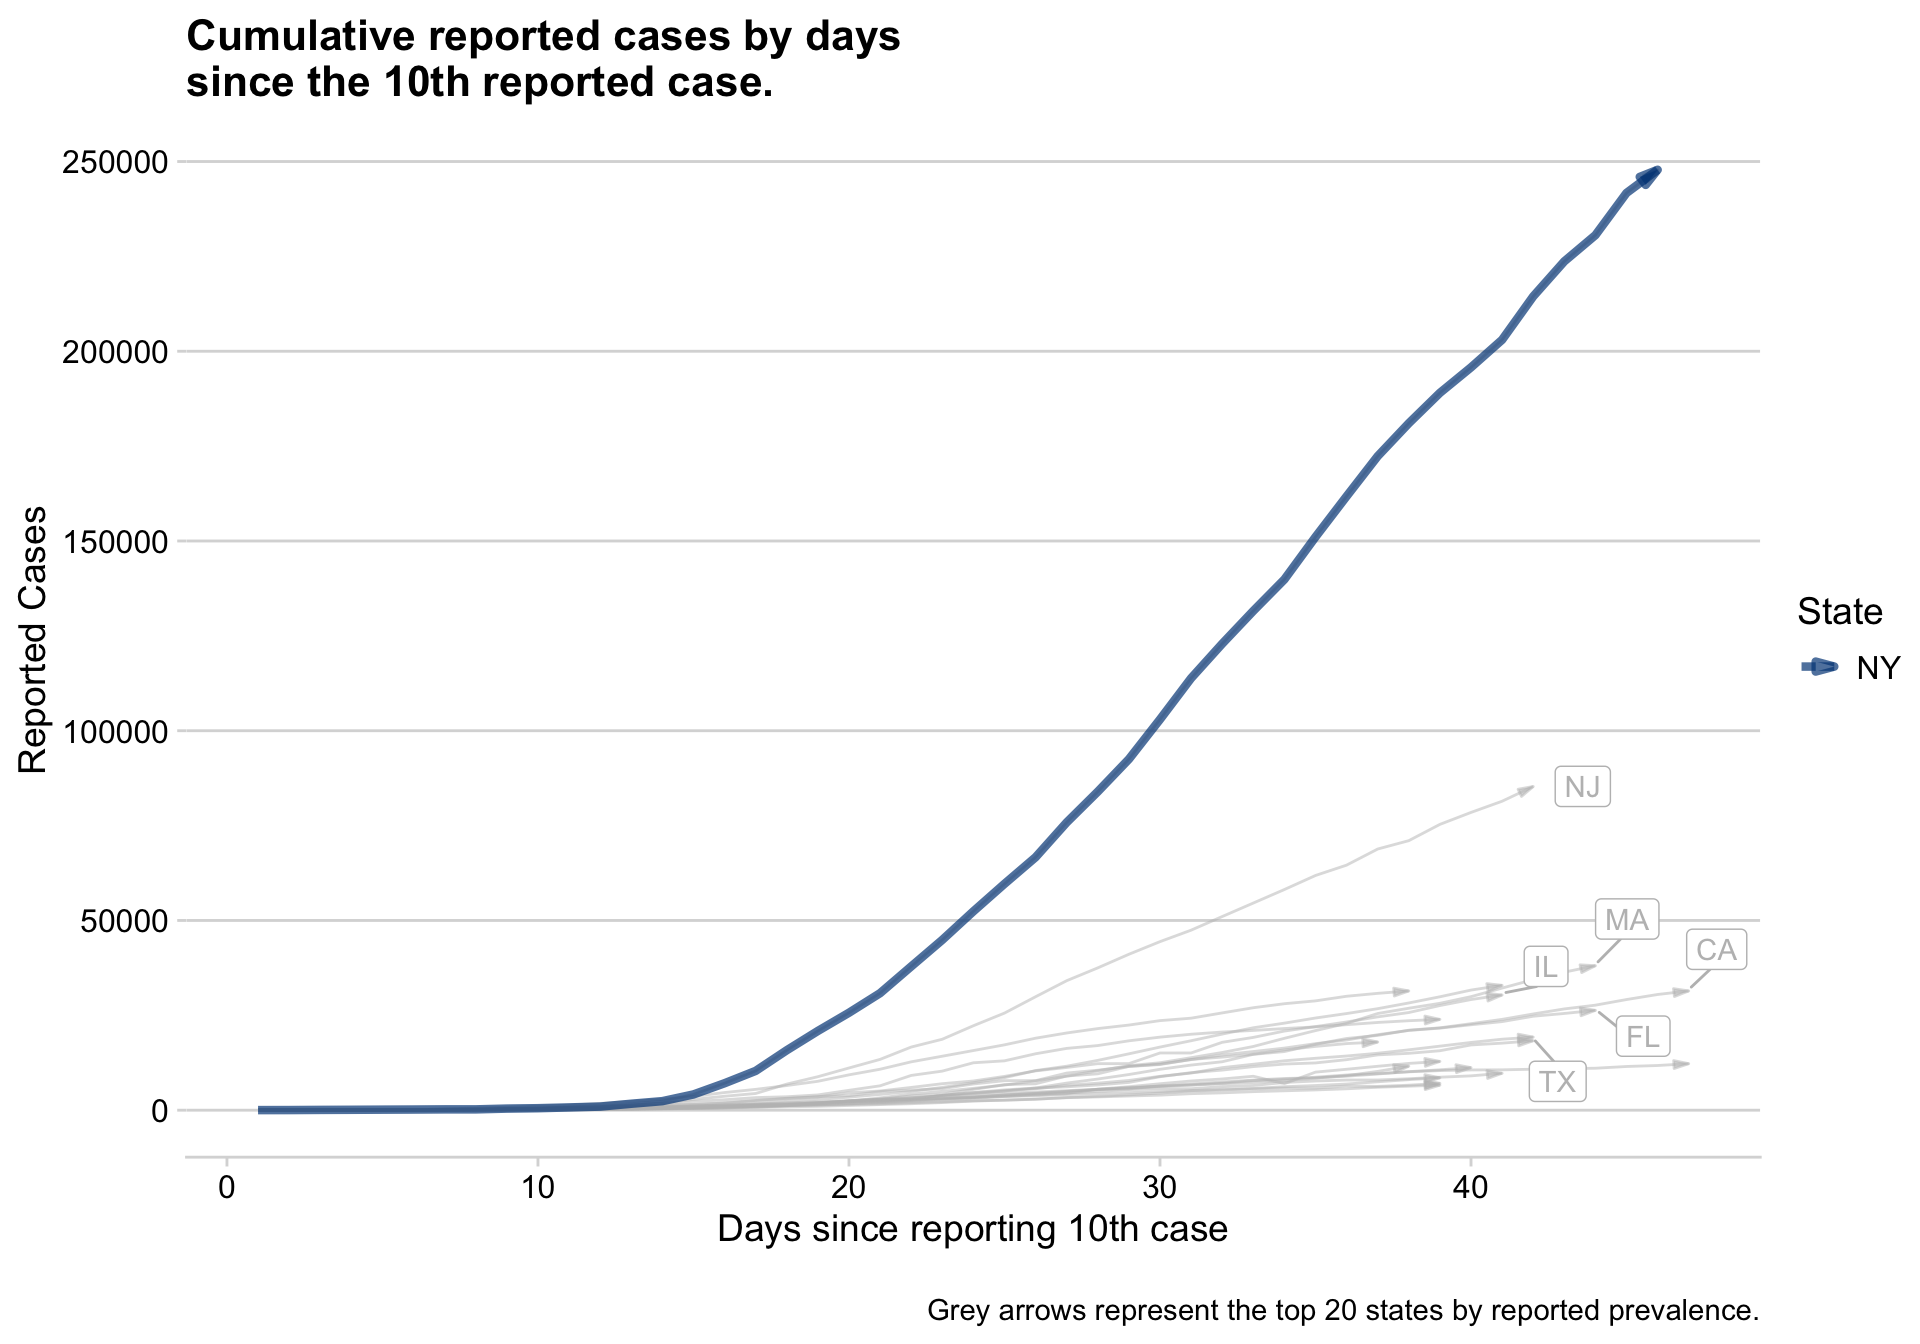 Cumulative reported cases by days
since the 10th reported case.
250000
200000
150000
100000
50000
0
Reported Cases
NJ
MA
CA
IL
FL
TX
State
NY
0
10
20
30
40
Days since reporting 10th case
Grey arrows represent the top 20 states by reported prevalence.